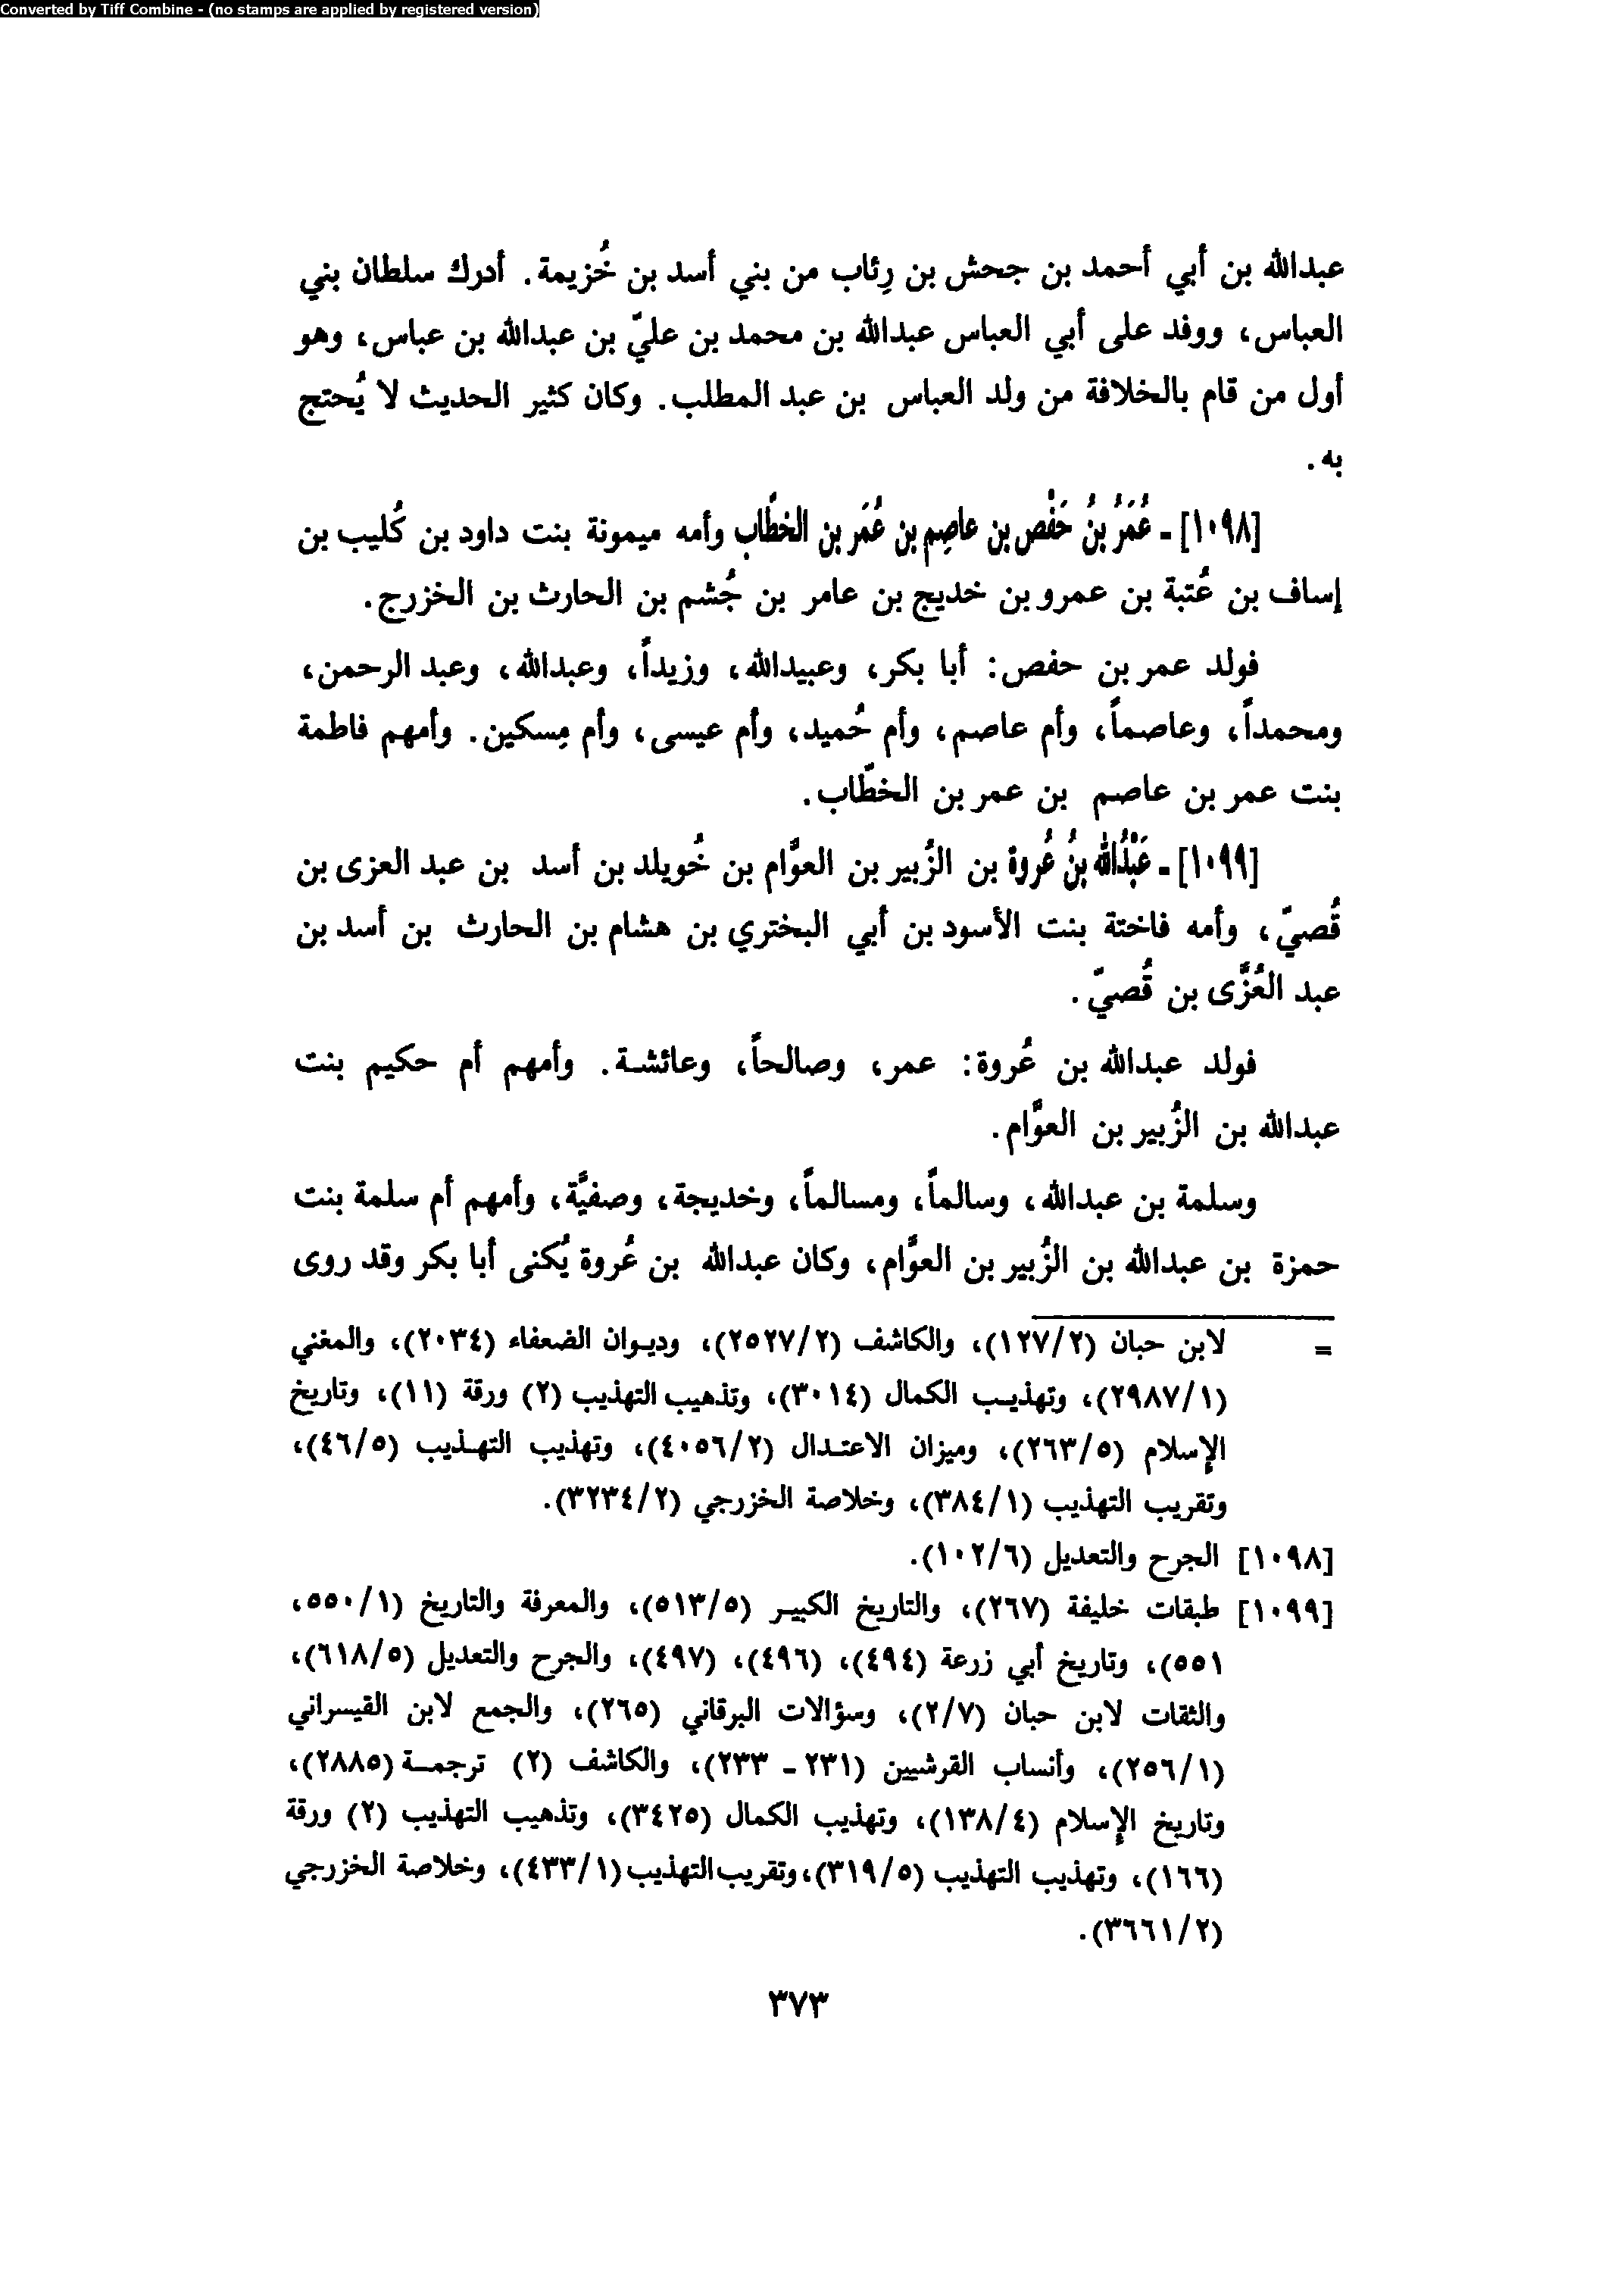 Converted by Tiff Combine - (no stamps are applied by registered version)
عبدالله بن أبي أحمد بن جحش بن رِئاب من بني أسد بن خُزيمة. أدرك سلطان بني
العباس، ووفد على أبي العباس عبدالله بن محمد بن عليّ بن عبدالله بن عباس، وهو
أول من قام بالخلافة من ولد العباس بن عبد المطلب. وكان كثير الحديث لا يُحتج
به.
[١٠٩٨] - عُمَرُ بنُ حَفْص بن عاصِم بن عُمَر بن الخطّاب وأمه ميمونة بنت داود بن كُليب بن
إساف بن عُتبة بن عمرو بن خديج بن عامر بن جُشم بن الحارث بن الخزرج.
فولد عمر بن حفص: أبا بكر، وعبيدالله، وزيداً، وعبدالله، وعبد الرحمن،
ومحمداً، وعاصماً، وأم عاصم، وأم حُميد، وأم عيسى، وأم مِسكين. وأمهم فاطمة
بنت عمر بن عاصم بن عمر بن الخطّاب.
[١٠٩٩] - عَبْدُالله بنُ عُروة بن الزُبير بن العوَّام بن خُويلد بن أسد بن عبد العزى بن
قُصيّ، وأمه فاختة بنت الأسود بن أبي البختري بن هشام بن الحارث بن أسد بن
عبد العُزَّى بن قُصيّ.
فولد عبدالله بن عُروة: عمر، وصالحاً، وعائشة. وأمهم أم حكيم بنت
عبدالله بن الزُبير بن العوَّام.
وسلمة بن عبدالله، وسالماً، ومسالماً، وخديجة، وصفيَّة، وأمهم أم سلمة بنت
حمزة بن عبدالله بن الزُبير بن العوَّام، وكان عبدالله بن عُروة يُكنى أبا بكر وقد روى
= لابن حبان (١٢٧/٢)، والكاشف (٢٥٢٧/٢)، وديوان الضعفاء (٢٠٣٤)، والمغني
(٢٩٨٧/١)، وتهذيب الكمال (٣٠١٤)، وتذهيب التهذيب (٢) ورقة (١١)، وتاريخ
الإسلام (٢٦٣/٥)، وميزان الاعتدال (٤٠٥٦/٢)، وتهذيب التهذيب (٤٦/٥)،
وتقريب التهذيب (٣٨٤/١)، وخلاصة الخزرجي (٣٢٣٤/٢).
[١٠٩٨] الجرح والتعديل (١٠٢/٦).
[١٠٩٩] طبقات خليفة (٢٦٧)، والتاريخ الكبير (٥١٣/٥)، والمعرفة والتاريخ (٥٥٠/١،
٥٥١)، وتاريخ أبي زرعة (٤٩٤)، (٤٩٦)، (٤٩٧)، والجرح والتعديل (٦١٨/٥)،
والثقات لابن حبان (٢/٧)، وسؤالات البرقاني (٢٦٥)، والجمع لابن القيسراني
(٢٥٦/١)، وأنساب القرشيين (٢٣١ - ٢٣٣)، والكاشف (٢) ترجمة (٢٨٨٥)،
وتاريخ الإسلام (١٣٨/٤)، وتهذيب الكمال (٣٤٢٥)، وتذهيب التهذيب (٢) ورقة
(١٦٦)، وتهذيب التهذيب (٣١٩/٥)، وتقريب التهذيب (٤٣٣/١)، وخلاصة الخزرجي
(٣٦٦١/٢).
٣٧٣